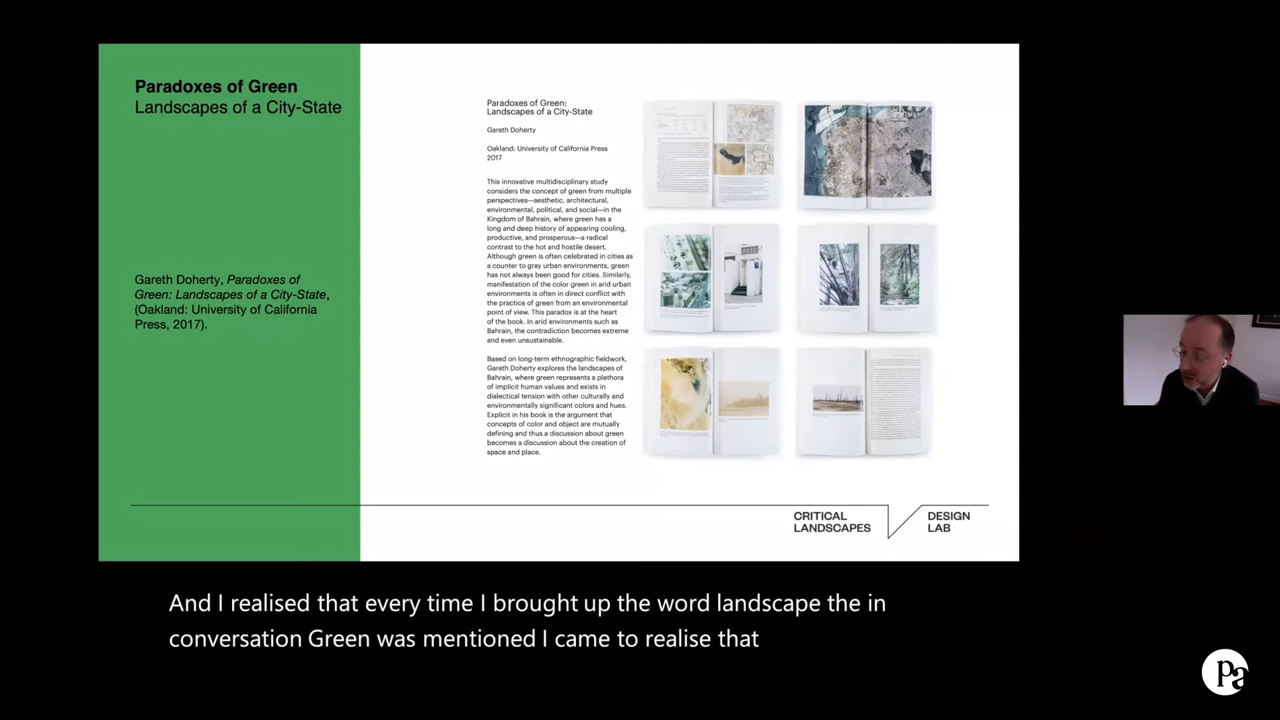 Paradoxes of Green
Landscapes of a City-State
Gareth Doherty, Paradoxes of
Green: Landscapes of a City-State,
(Oakland: University of California
Press, 2017).
Paradoxes of Green:
Landscapes of a City-State
Gareth Doherty
Oakland: University of California Press
2017
This innovative multidisciplinary study
considers the concept of green from multiple
perspectives—aesthetic, architectural,
environmental, political, and social—in the
Kingdom of Bahrain, where green has a
long and deep history of appearing cooling,
productive, and prosperous—a radical
contrast to the hot and hostile desert.
Although green is often celebrated in cities as
a counter to gray urban environments, green
has not always been good for cities. Similarly,
manifestation of the color green in arid urban
environments is often in direct conflict with
the practice of green from an environmental
point of view. This paradox is at the heart
of the book. In arid environments such as
Bahrain, the contradiction becomes extreme
and even unsustainable.
Based on long-term ethnographic fieldwork,
Gareth Doherty explores the landscapes of
Bahrain, where green represents a plethora
of implicit human values and exists in
dialectical tension with other culturally and
environmentally significant colors and hues.
Explicit in his book is the argument that
concepts of color and object are mutually
defining and thus a discussion about green
becomes a discussion about the creation of
space and place.
CRITICAL
LANDSCAPES
DESIGN
LAB
And I realised that every time I brought up the word landscape the in
conversation Green was mentioned I came to realise that
Pa